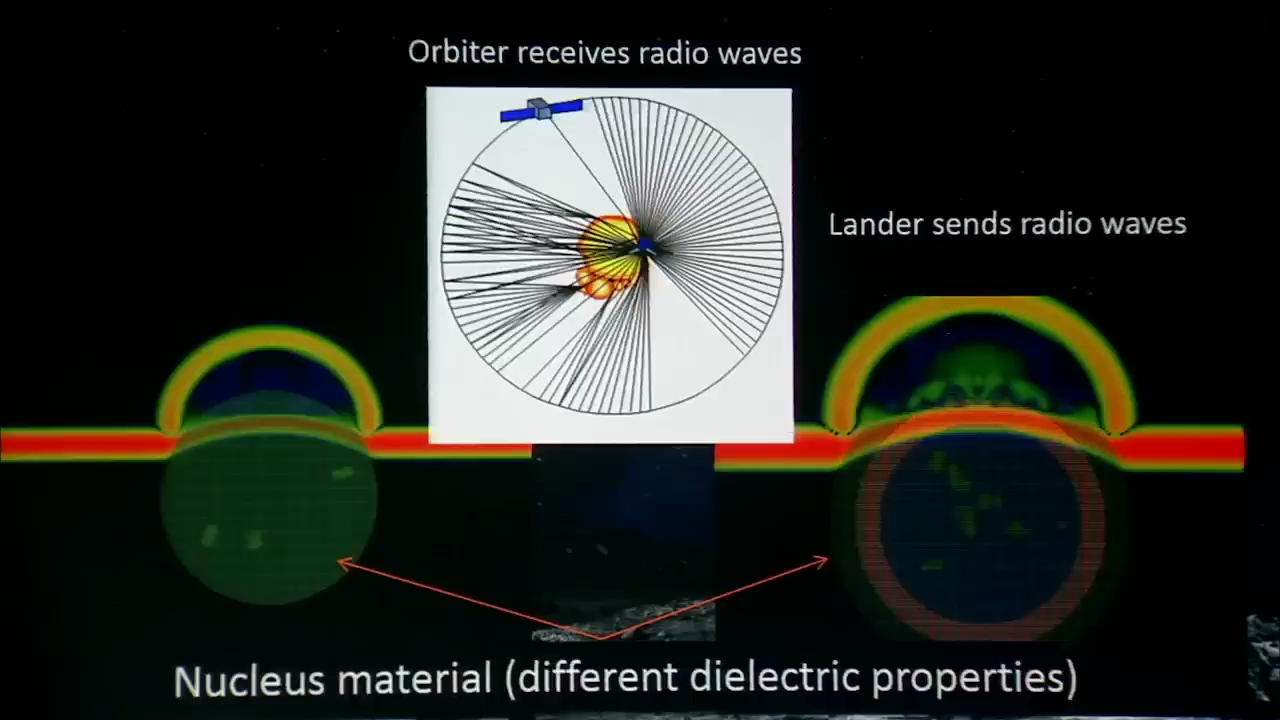 Orbiter receives radio waves
Lander sends radio waves
Nucleus material (different dielectric properties)